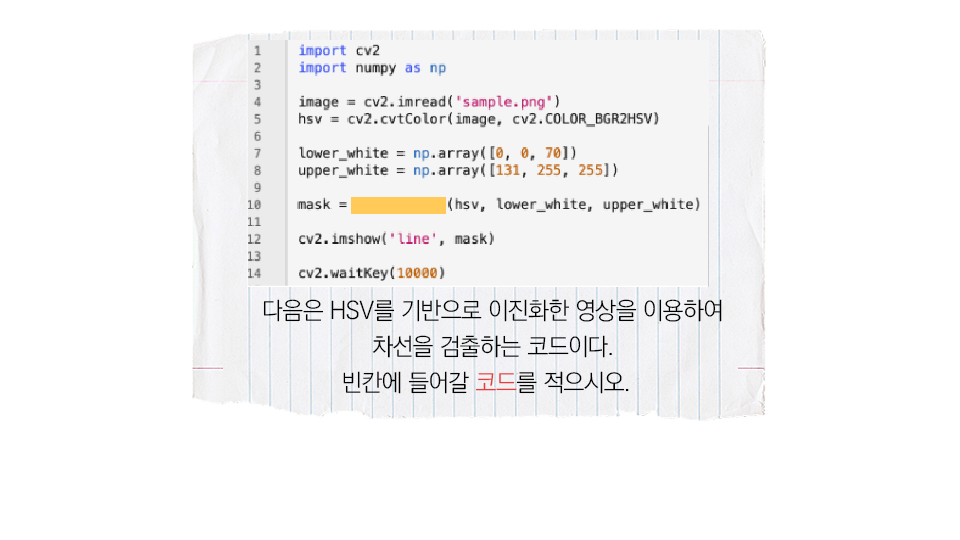 1 import cv2
2 import numpy as np
3
4 image = cv2.imread('sample.png')
5 hsv = cv2.cvtColor(image, cv2.COLOR_BGR2HSV)
6
7 lower_white = np.array([0, 0, 70])
8 upper_white = np.array([131, 255, 255])
9
10 mask = (hsv, lower_white, upper_white)
11
12 cv2.imshow('line', mask)
13
14 cv2.waitKey(10000)
다음은 HSV를 기반으로 이진화한 영상을 이용하여
차선을 검출하는 코드이다.
빈칸에 들어갈 코드를 적으시오.